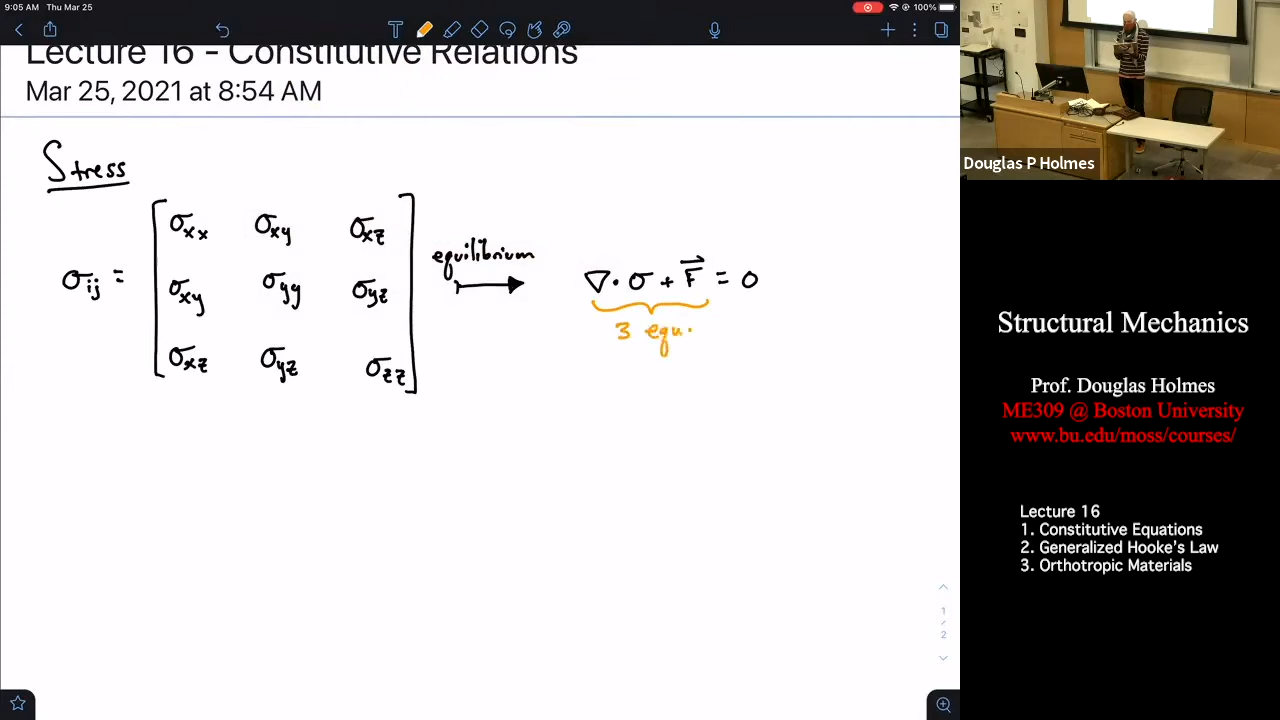 9:05 AM Thu Mar 25
100%
Lecture 16 - Constitutive Relations
Mar 25, 2021 at 8:54 AM
Stress
σij = [ σxx σxy σxz
σxy σyy σyz
σxz σyz σzz ]
equilibrium
∇· σ + F⃗ = 0
3 equ.
1
/
2
Douglas P Holmes
Structural Mechanics
Prof. Douglas Holmes
ME309 @ Boston University
www.bu.edu/moss/courses/
Lecture 16
1. Constitutive Equations
2. Generalized Hooke's Law
3. Orthotropic Materials